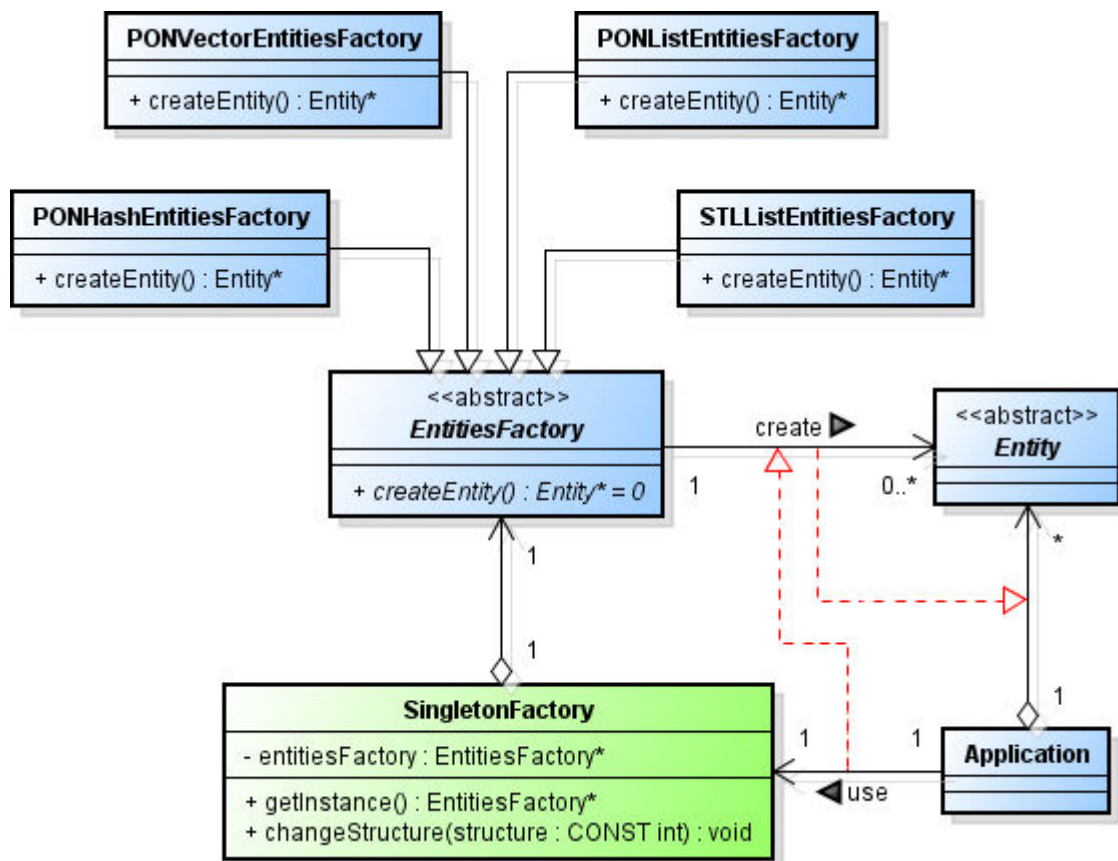 PONVectorEntitiesFactory
+ createEntity() : Entity*
PONListEntitiesFactory
+ createEntity() : Entity*
PONHashEntitiesFactory
+ createEntity() : Entity*
STLListEntitiesFactory
+ createEntity() : Entity*
<<abstract>>
EntitiesFactory
+ createEntity() : Entity* = 0
create
1
0..*
<<abstract>>
Entity
1
*
1
1
SingletonFactory
- entitiesFactory : EntitiesFactory*
+ getInstance() : EntitiesFactory*
+ changeStructure(structure : CONST int) : void
1
1
use
Application